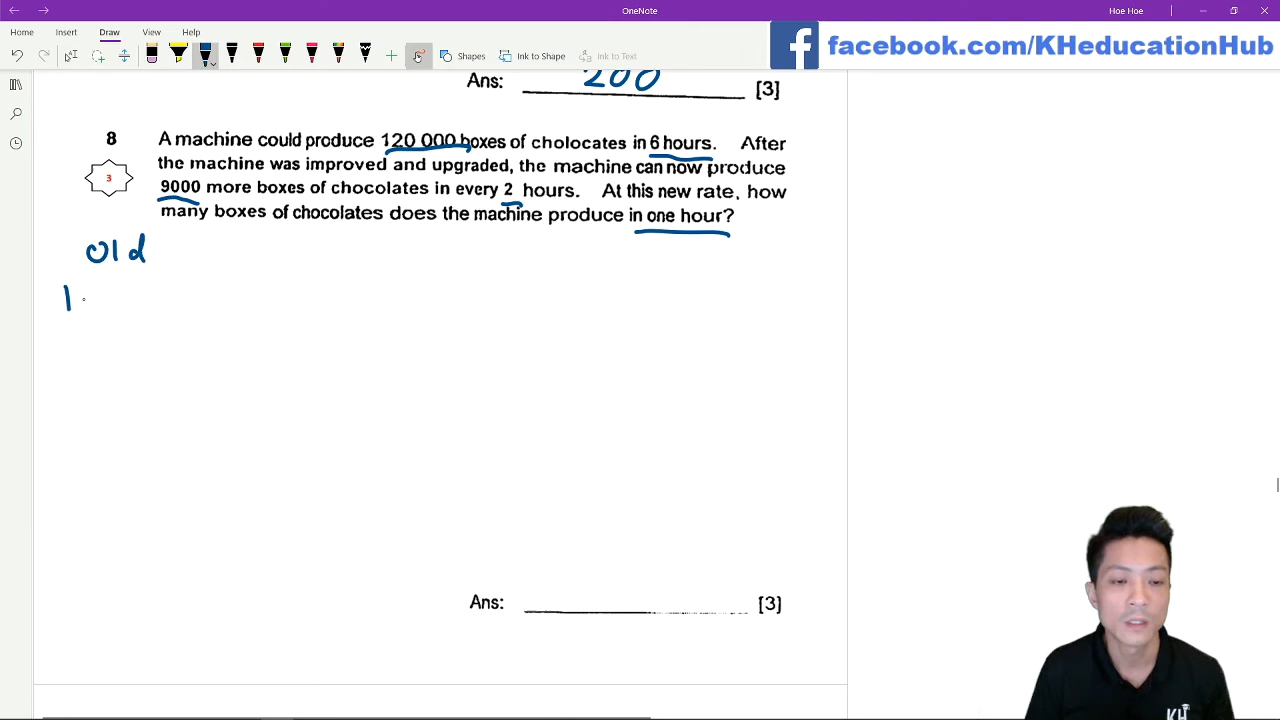 OneNote
Hoe Hoe
Home Insert Draw View Help
Shapes Ink to Shape Ink to Text
facebook.com/KHeducationHub
Ans: 200 [3]
8 A machine could produce 120 000 boxes of cholocates in 6 hours. After
the machine was improved and upgraded, the machine can now produce
3
9000 more boxes of chocolates in every 2 hours. At this new rate, how
many boxes of chocolates does the machine produce in one hour?
Old
1
Ans: [3]
KH